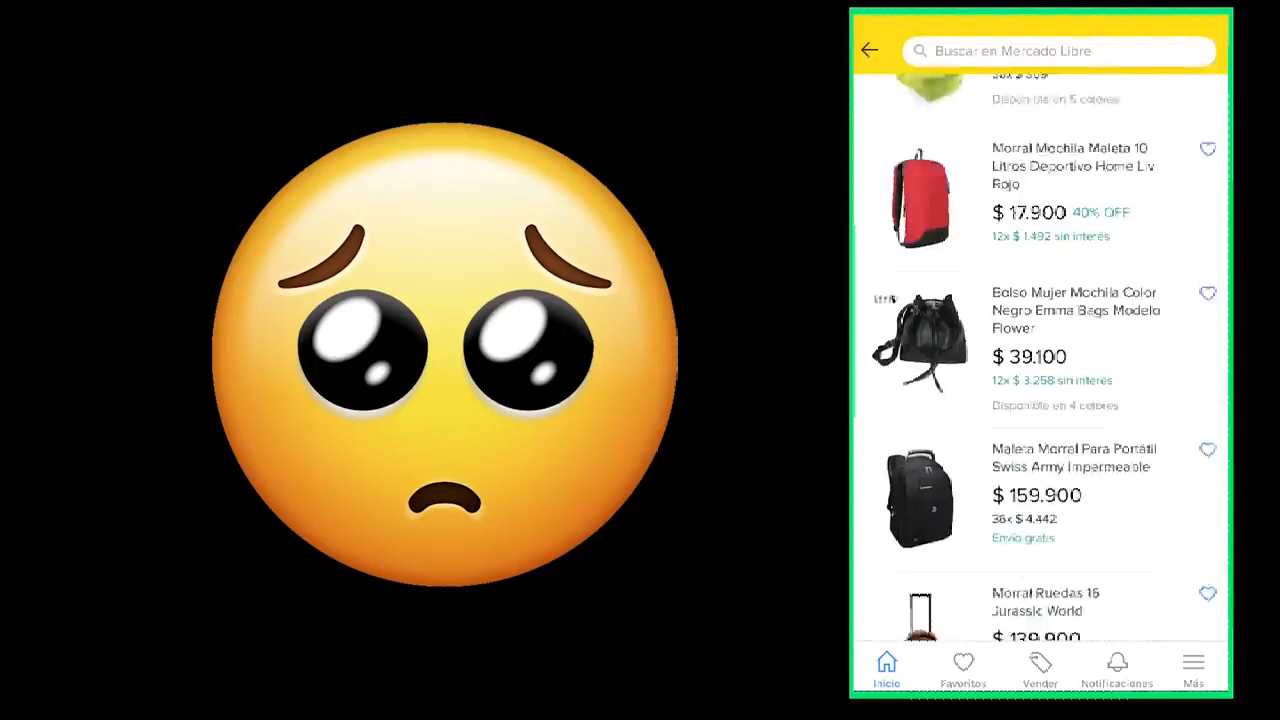 Buscar en Mercado Libre
Disponible en 5 colores
Morral Mochila Maleta 10
Litros Deportivo Home Liv
Rojo
$ 17.900 40% OFF
12x $ 1.492 sin interés
Bolso Mujer Mochila Color
Negro Emma Bags Modelo
Flower
$ 39.100
12x $ 3.258 sin interés
Disponible en 4 colores
Maleta Morral Para Portátil
Swiss Army Impermeable
$ 159.900
36x $ 4.442
Envío gratis
Morral Ruedas 15
Jurassic World
$ 139.900
Inicio
Favoritos
Vender
Notificaciones
Más